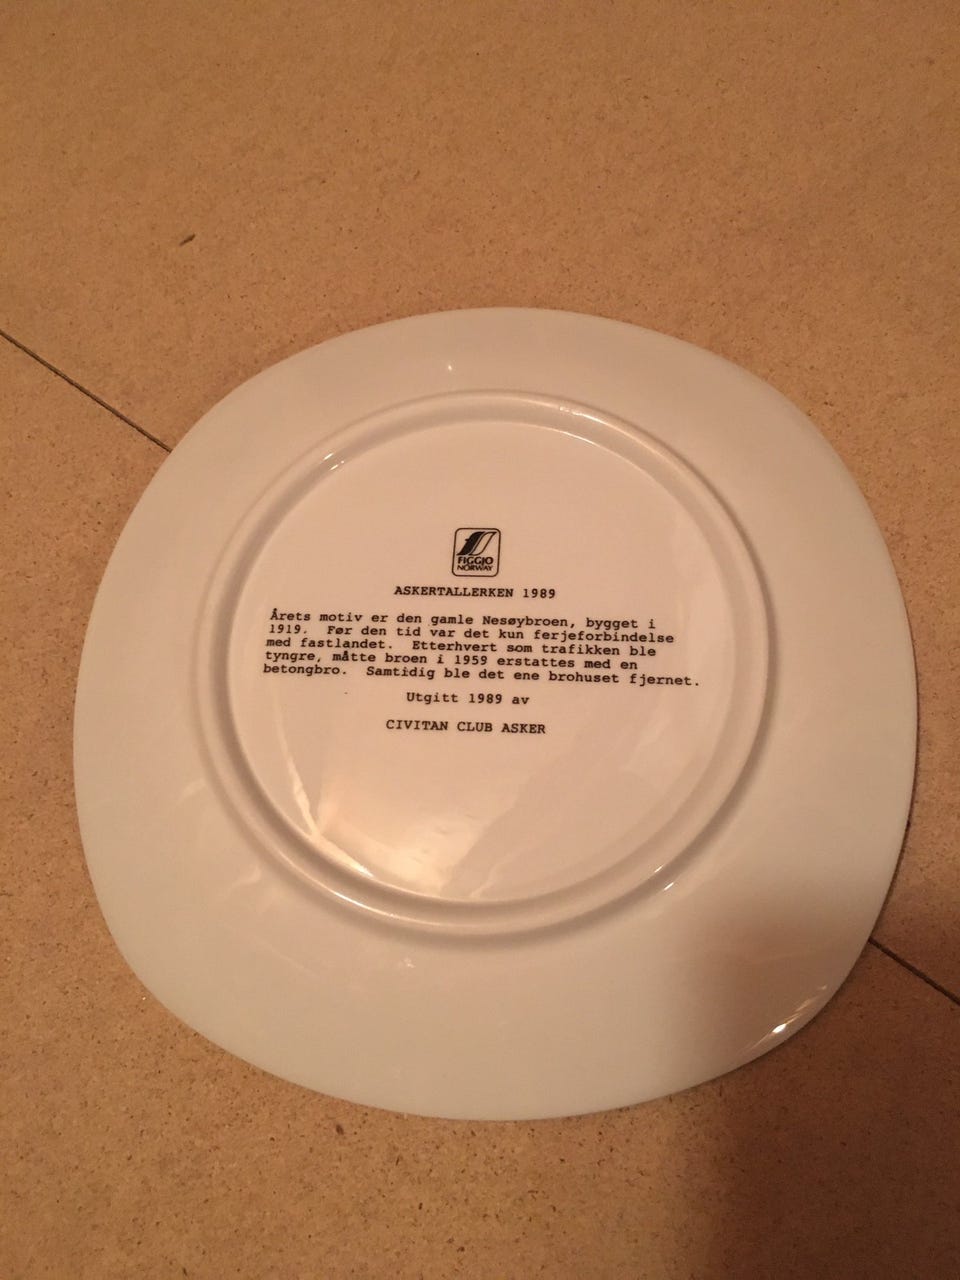 FIGGJO
NORWAY
ASKERTALLERKEN 1989
Årets motiv er den gamle Nesøybroen, bygget i
1919. Før den tid var det kun ferjeforbindelse
med fastlandet. Etterhvert som trafikken ble
tyngre, måtte broen i 1959 erstattes med en
betongbro. Samtidig ble det ene brohuset fjernet.
Utgitt 1989 av
CIVITAN CLUB ASKER